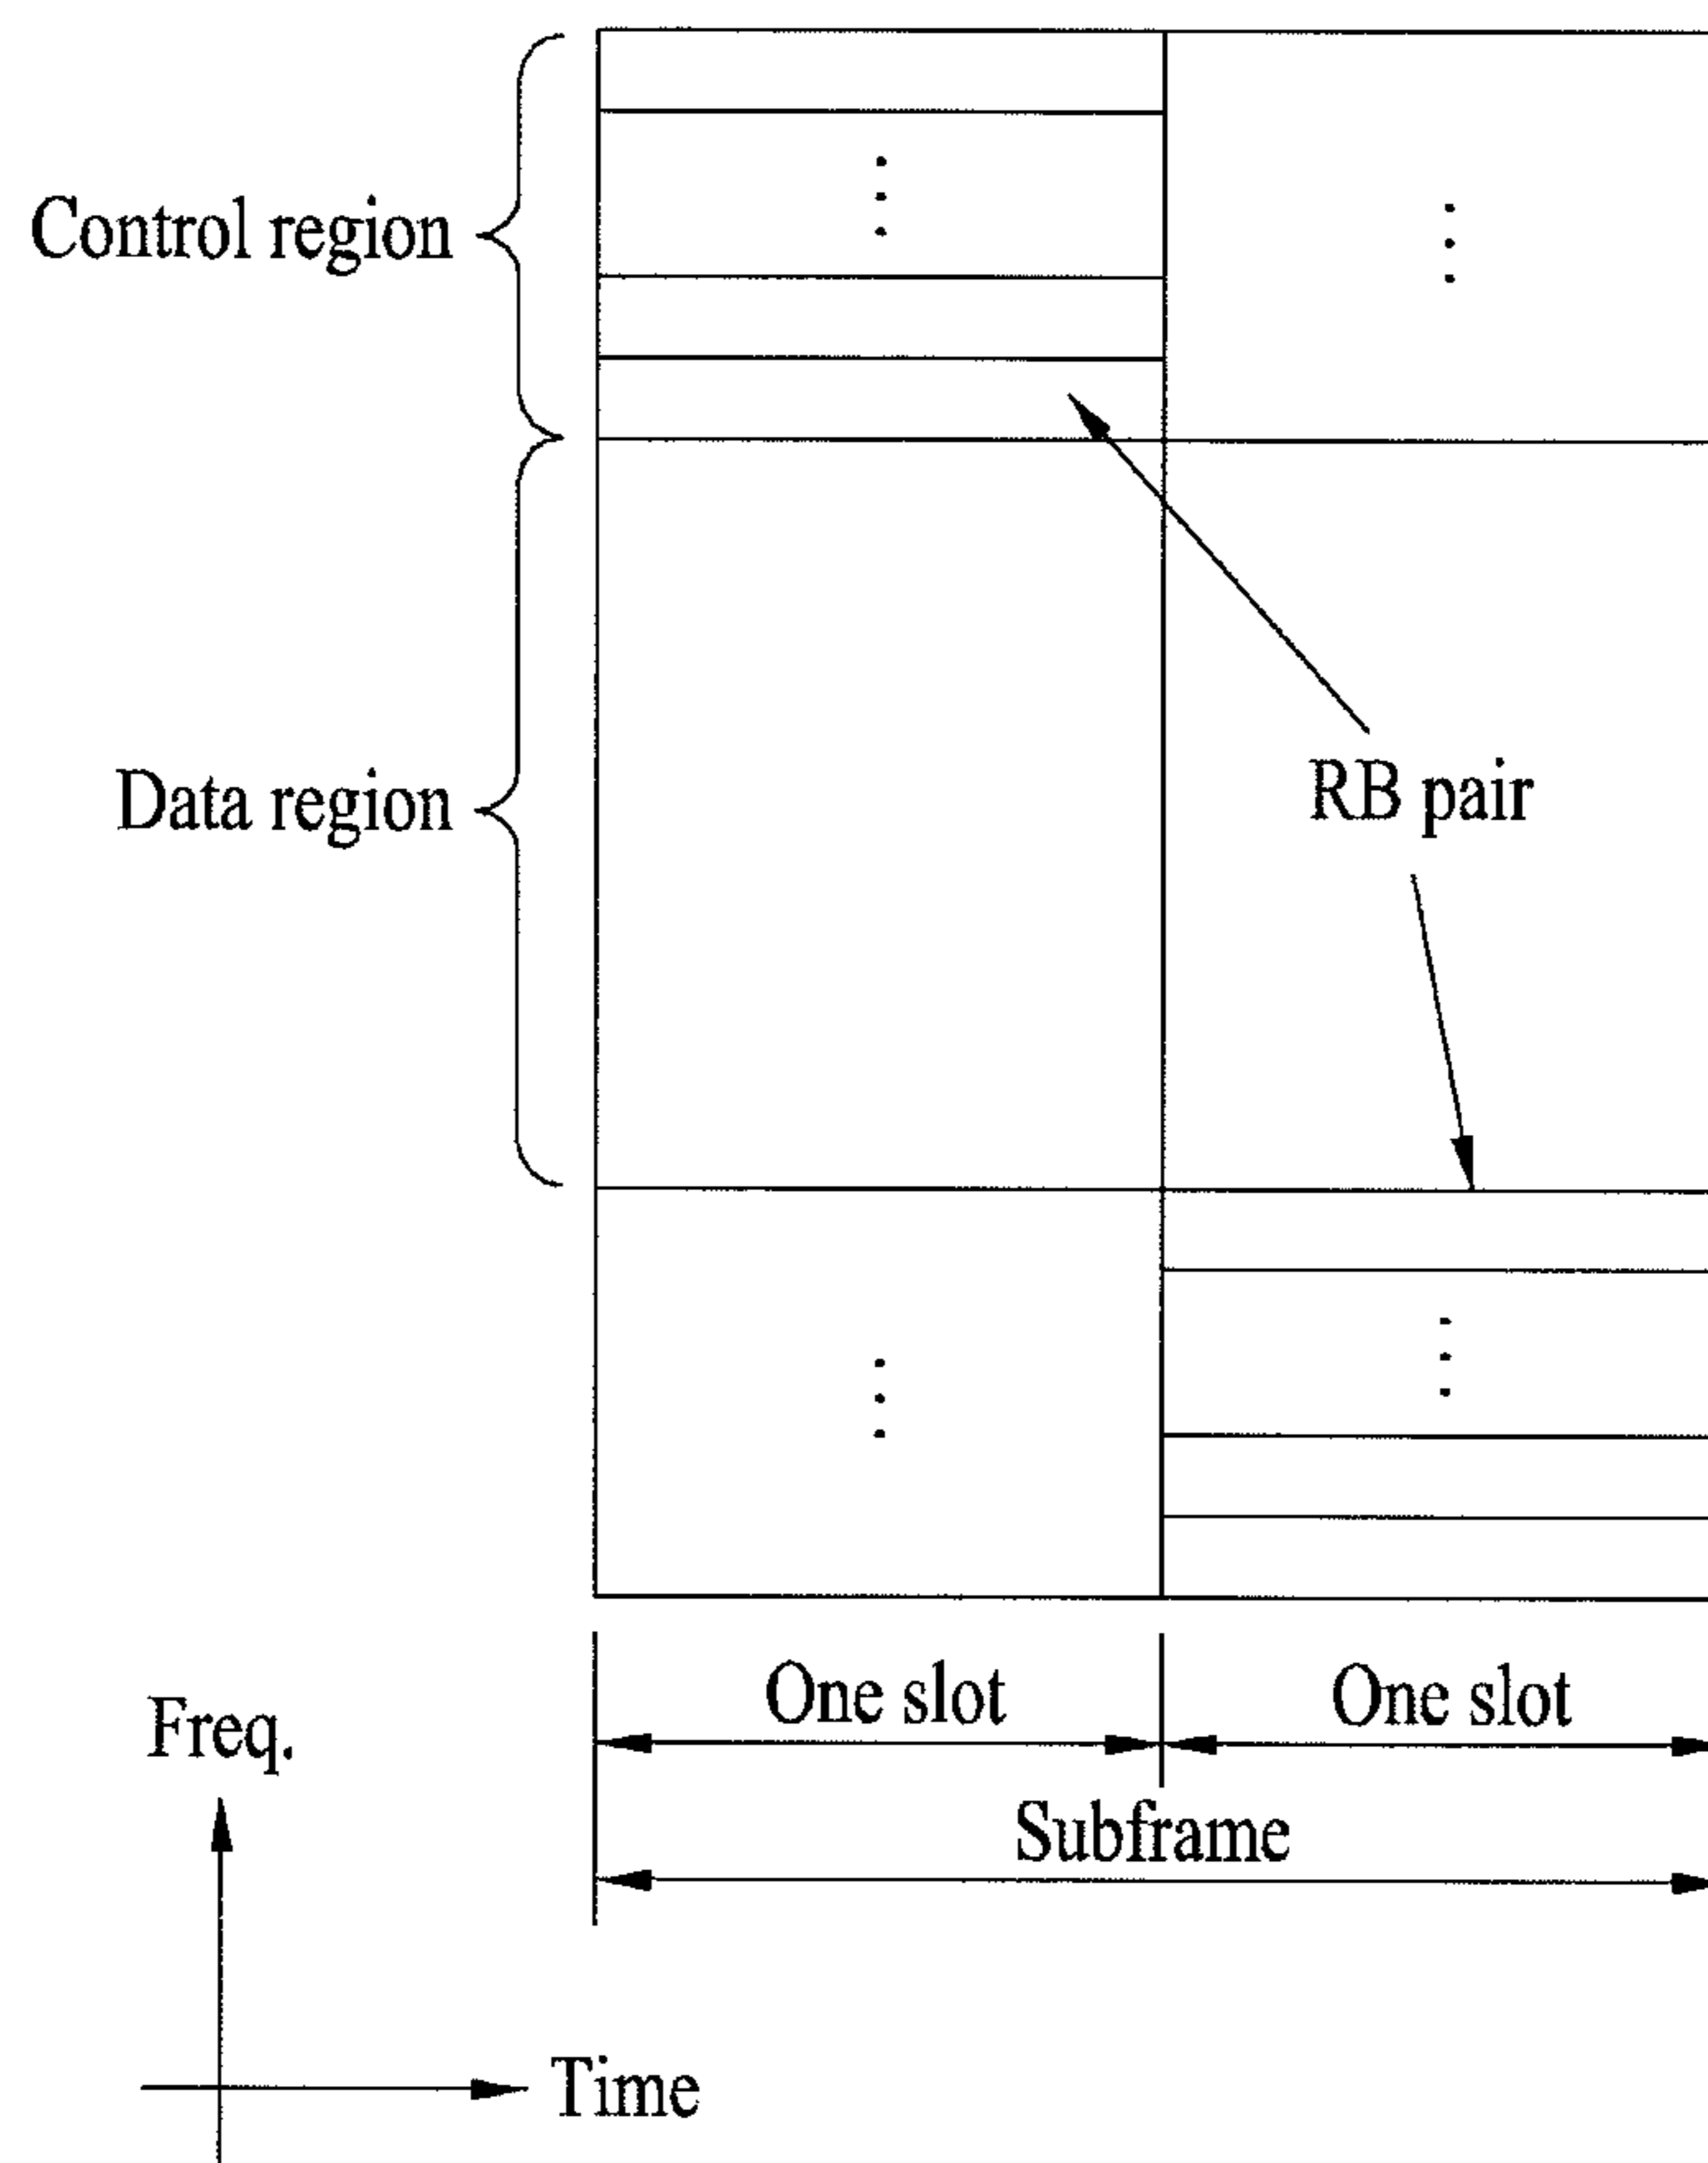 Control region
Data region
RB pair
One slot
One slot
Subframe
Freq.
Time